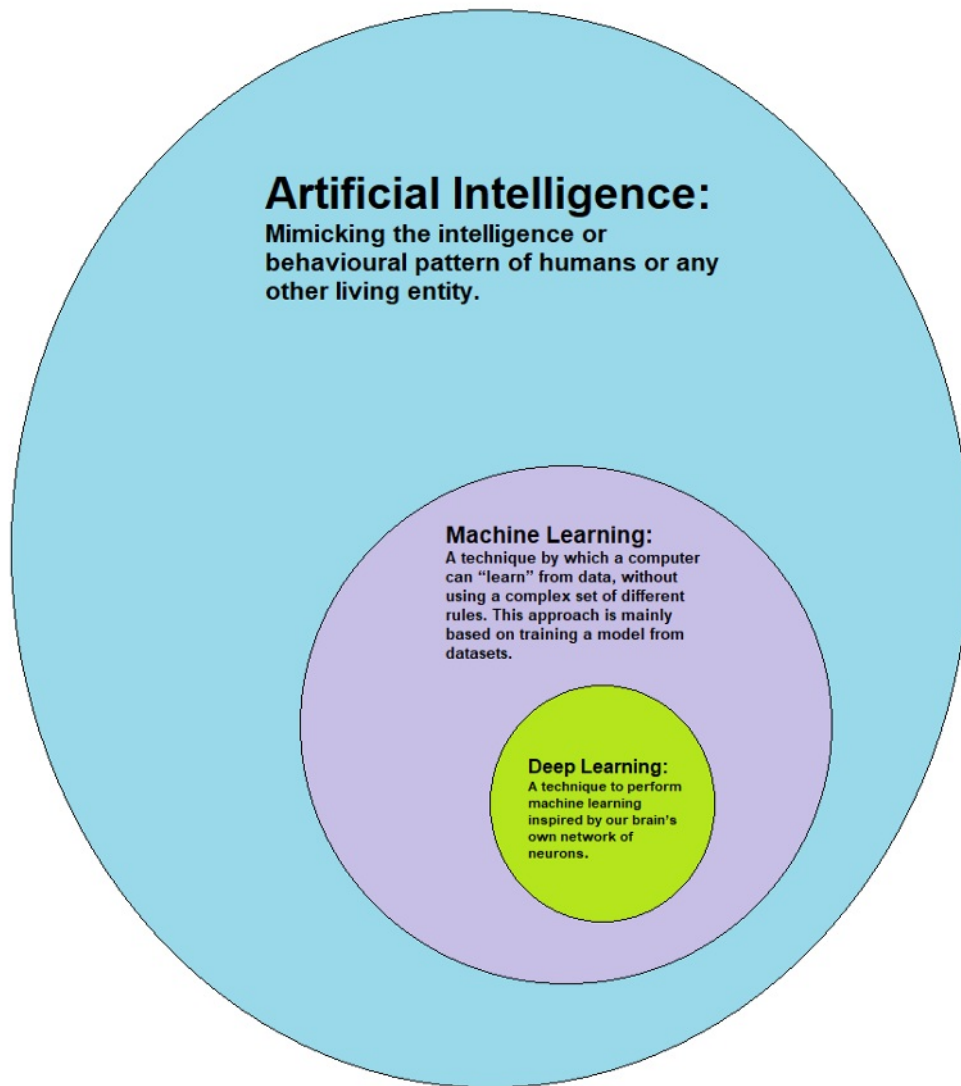 Artificial Intelligence:
Mimicking the intelligence or
behavioural pattern of humans or any
other living entity.
Machine Learning:
A technique by which a computer
can “learn” from data, without
using a complex set of different
rules. This approach is mainly
based on training a model from
datasets.
Deep Learning:
A technique to perform
machine learning
inspired by our brain’s
own network of
neurons.